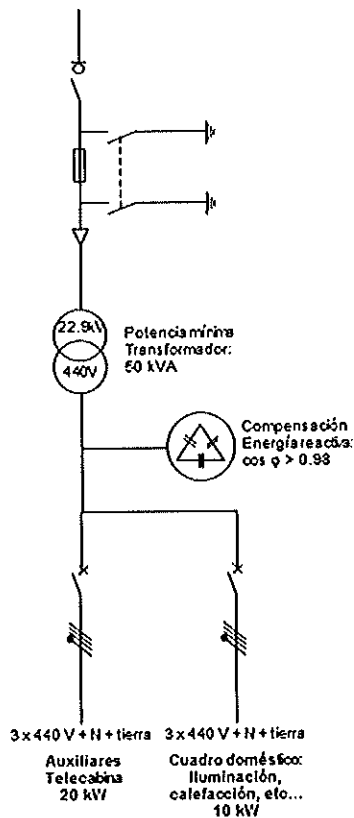 22.9kV
440V
Potencia mínima
Transformador:
50 kVA
Compensación
Energía reactiva:
cos φ > 0.98
3 x 440 V + N + tierra
3 x 440 V + N + tierra
Auxiliares
Telecabina
20 kW
Cuadro doméstico:
Iluminación,
calefacción, etc...
10 kW